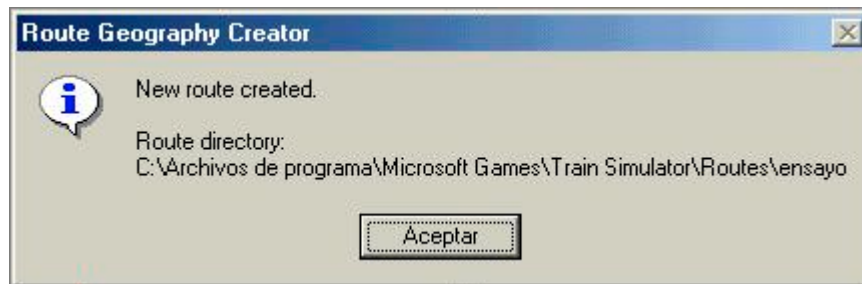 Route Geography Creator
New route created.
Route directory:
C:\Archivos de programa\Microsoft Games\Train Simulator\Routes\ensayo
Aceptar